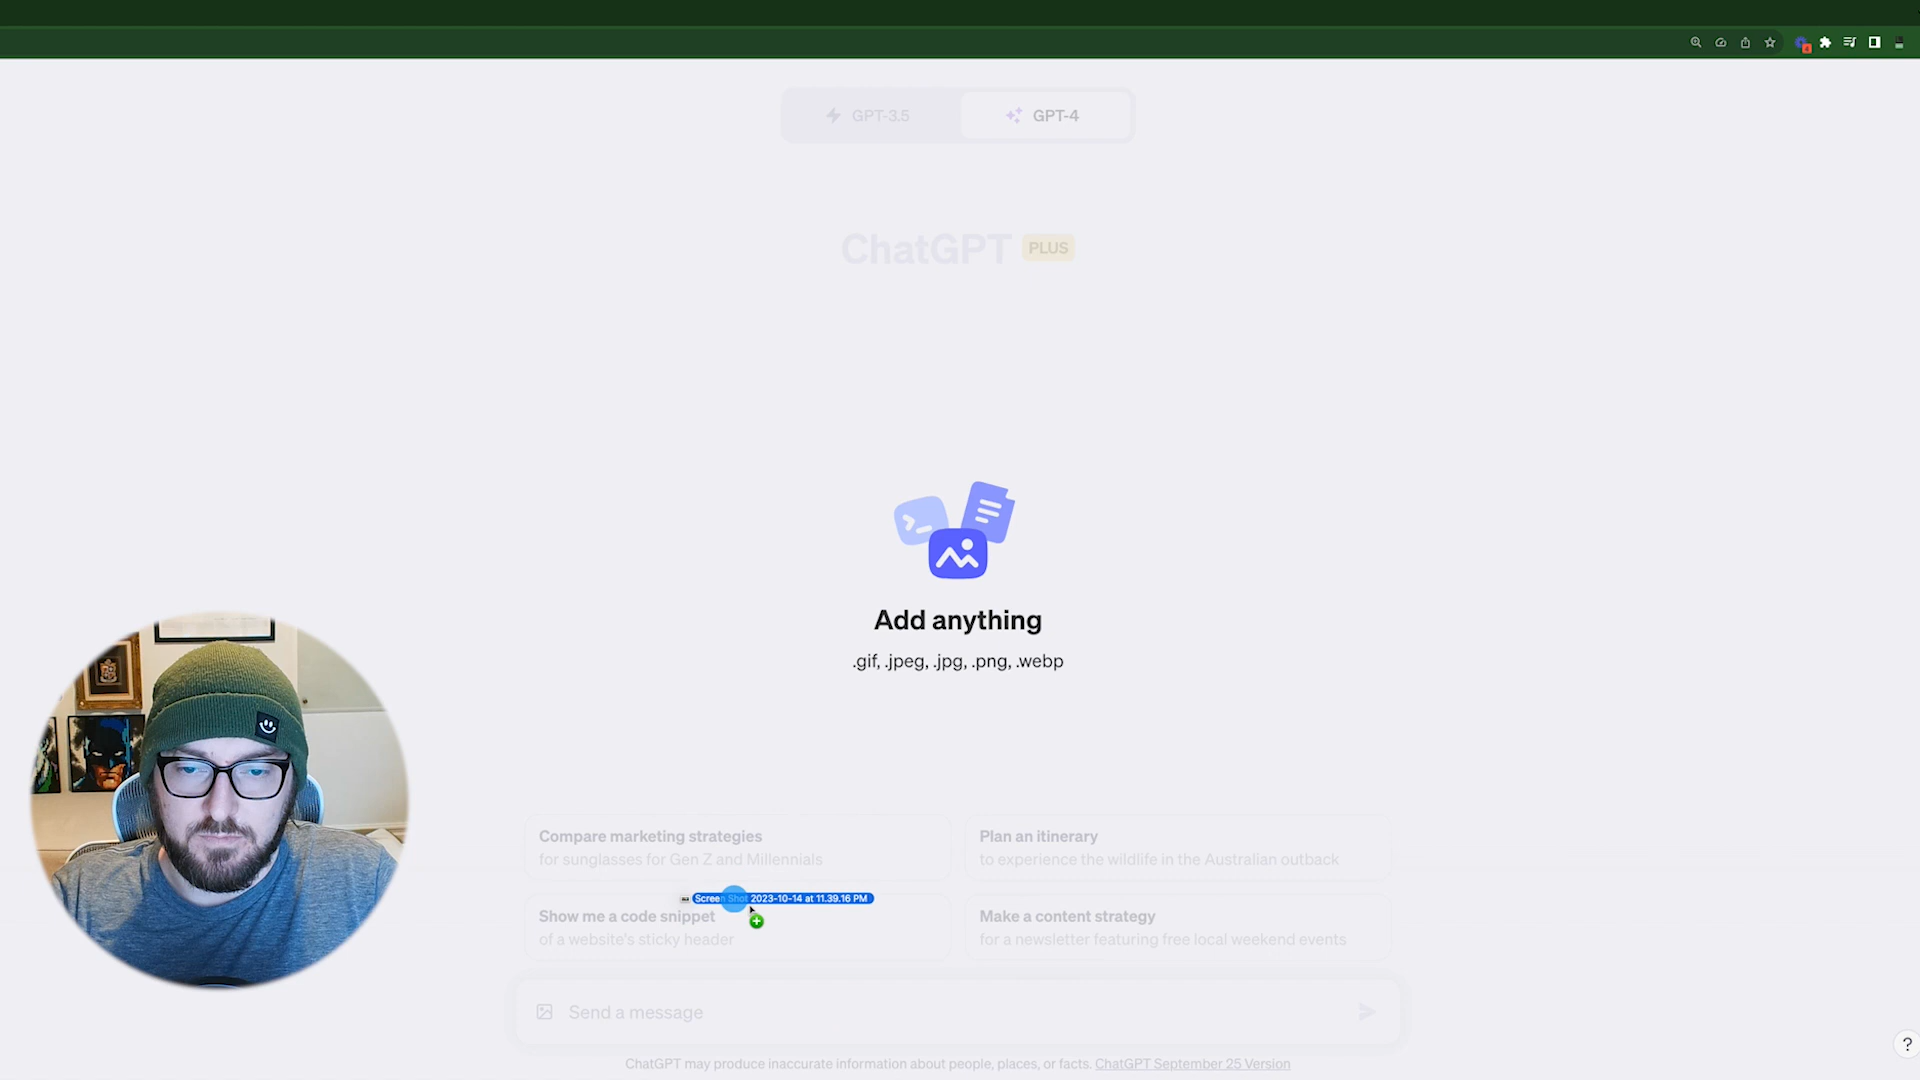 GPT-3.5
GPT-4
ChatGPT PLUS
Add anything
.gif, .jpeg, .jpg, .png, .webp
Compare marketing strategies
for sunglasses for Gen Z and Millennials
Plan an itinerary
to experience the wildlife in the Australian outback
Screen Shot 2023-10-14 at 11.39.16 PM
Show me a code snippet
of a website's sticky header
Make a content strategy
for a newsletter featuring free local weekend events
Send a message
ChatGPT may produce inaccurate information about people, places, or facts. ChatGPT September 25 Version
?